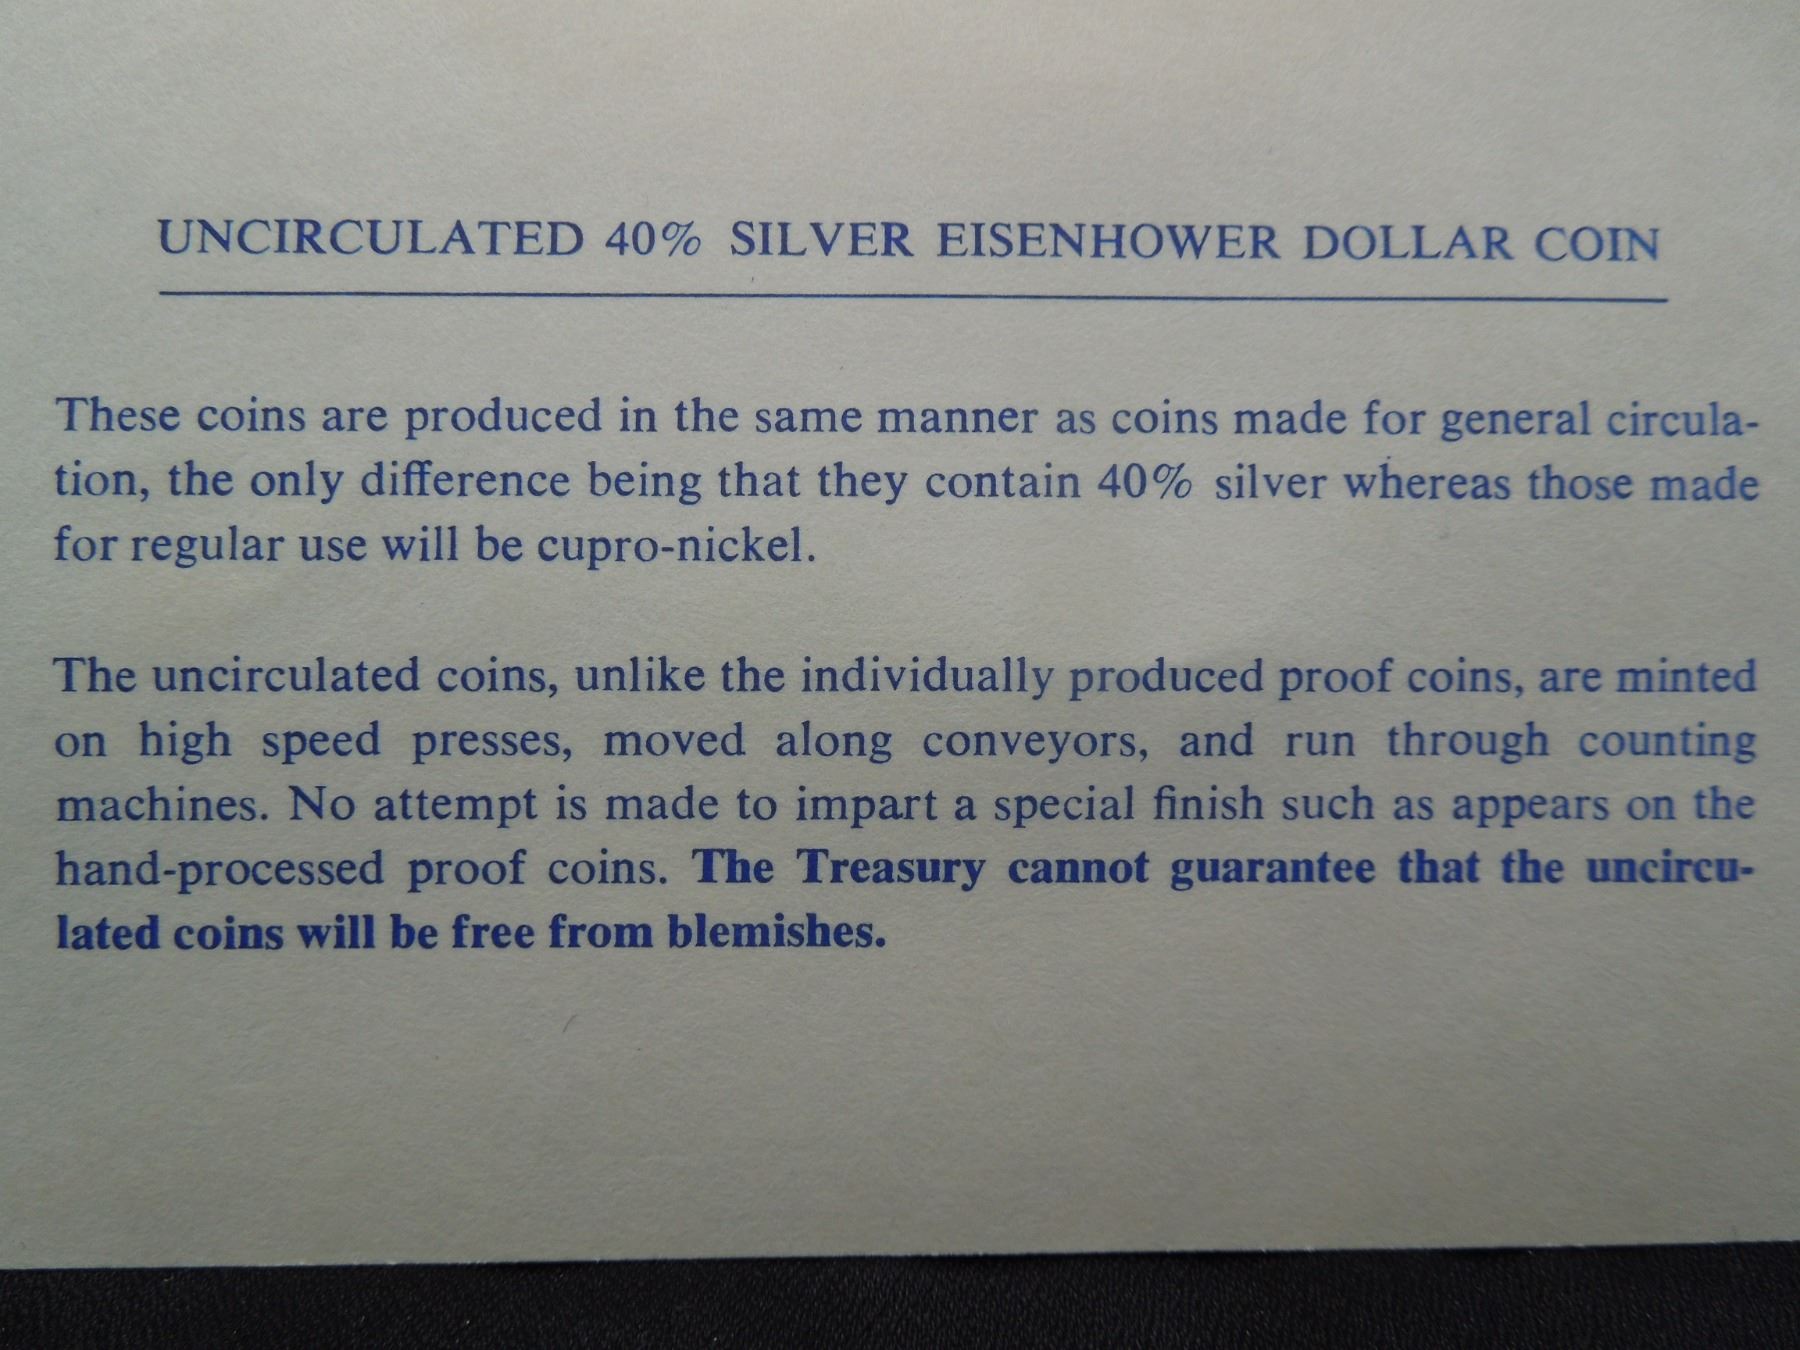 UNCIRCULATED 40% SILVER EISENHOWER DOLLAR COIN
These coins are produced in the same manner as coins made for general circula-
tion, the only difference being that they contain 40% silver whereas those made
for regular use will be cupro-nickel.
The uncirculated coins, unlike the individually produced proof coins, are minted
on high speed presses, moved along conveyors, and run through counting
machines. No attempt is made to impart a special finish such as appears on the
hand-processed proof coins. The Treasury cannot guarantee that the uncircu-
lated coins will be free from blemishes.